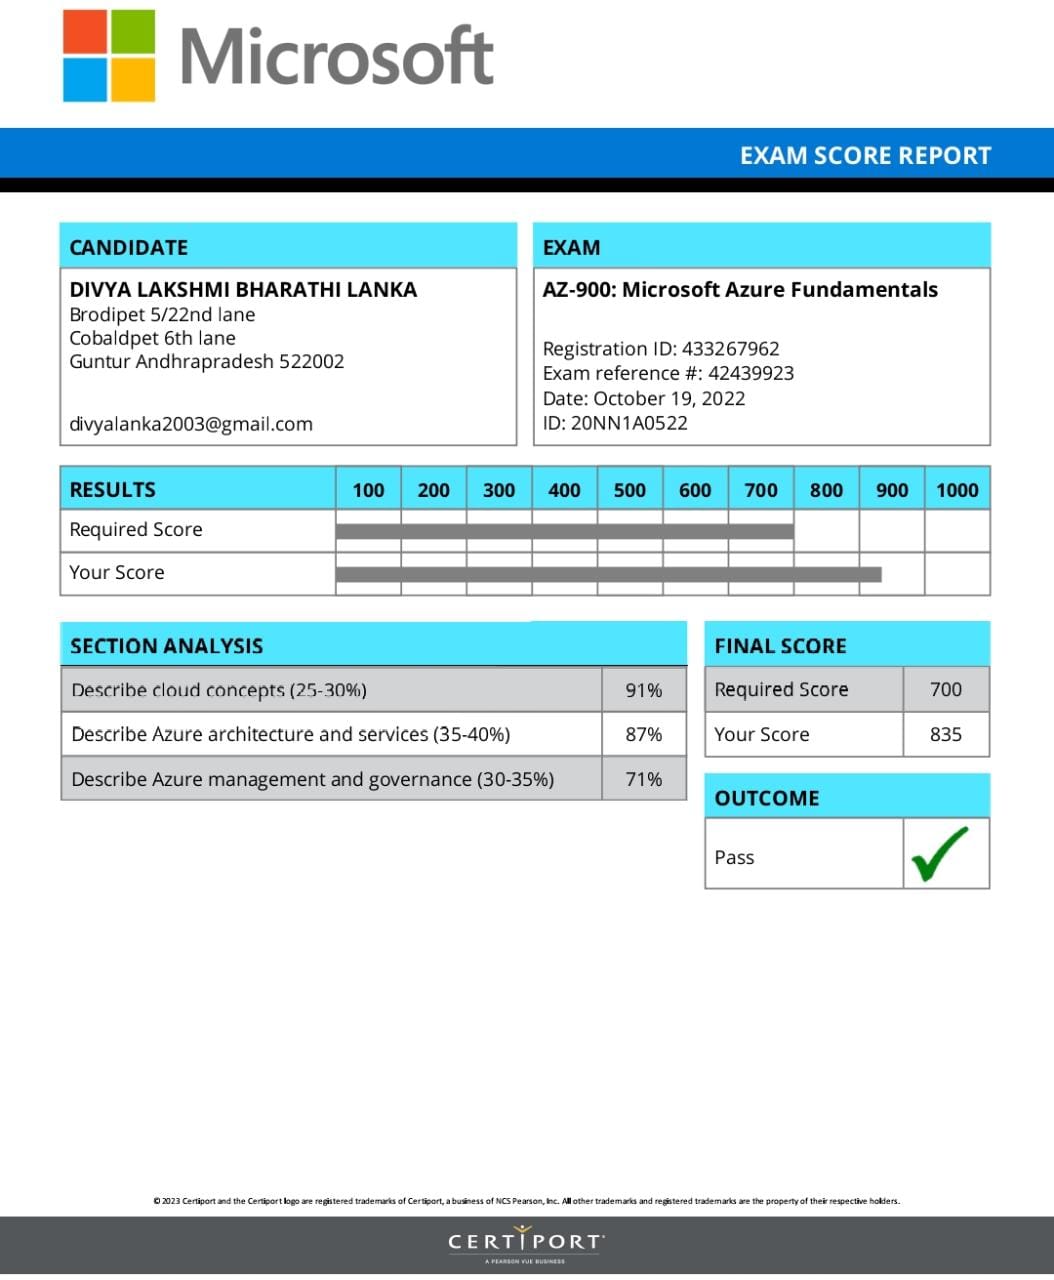 Microsoft
EXAM SCORE REPORT
CANDIDATE
DIVYA LAKSHMI BHARATHI LANKA
Brodipet 5/22nd lane
Cobaldpet 6th lane
Guntur Andhrapradesh 522002
divyalanka2003@gmail.com
EXAM
AZ-900: Microsoft Azure Fundamentals
Registration ID: 433267962
Exam reference #: 42439923
Date: October 19, 2022
ID: 20NN1A0522
RESULTS 100 200 300 400 500 600 700 800 900 1000
Required Score
Your Score
SECTION ANALYSIS
Describe cloud concepts (25-30%) 91%
Describe Azure architecture and services (35-40%) 87%
Describe Azure management and governance (30-35%) 71%
FINAL SCORE
Required Score 700
Your Score 835
OUTCOME
Pass
© 2023 Certiport and the Certiport logo are registered trademarks of Certiport, a business of NCS Pearson, Inc. All other trademarks and registered trademarks are the property of their respective holders.
CERTIPORT
A PEARSON VUE BUSINESS